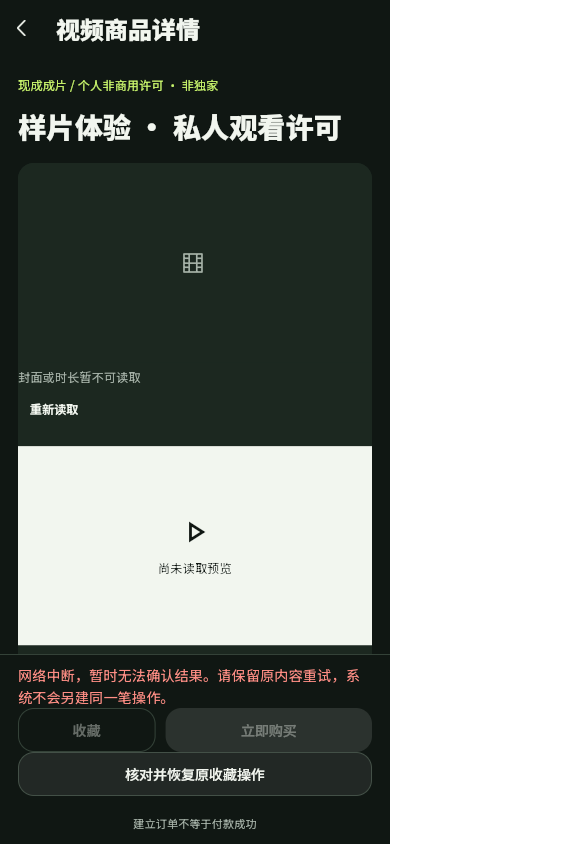 视频商品详情
现成成片 / 个人非商用许可 · 非独家
样片体验 · 私人观看许可
封面或时长暂不可读取
重新读取
尚未读取预览
网络中断，暂时无法确认结果。请保留原内容重试，系
统不会另建同一笔操作。
收藏
立即购买
核对并恢复原收藏操作
建立订单不等于付款成功